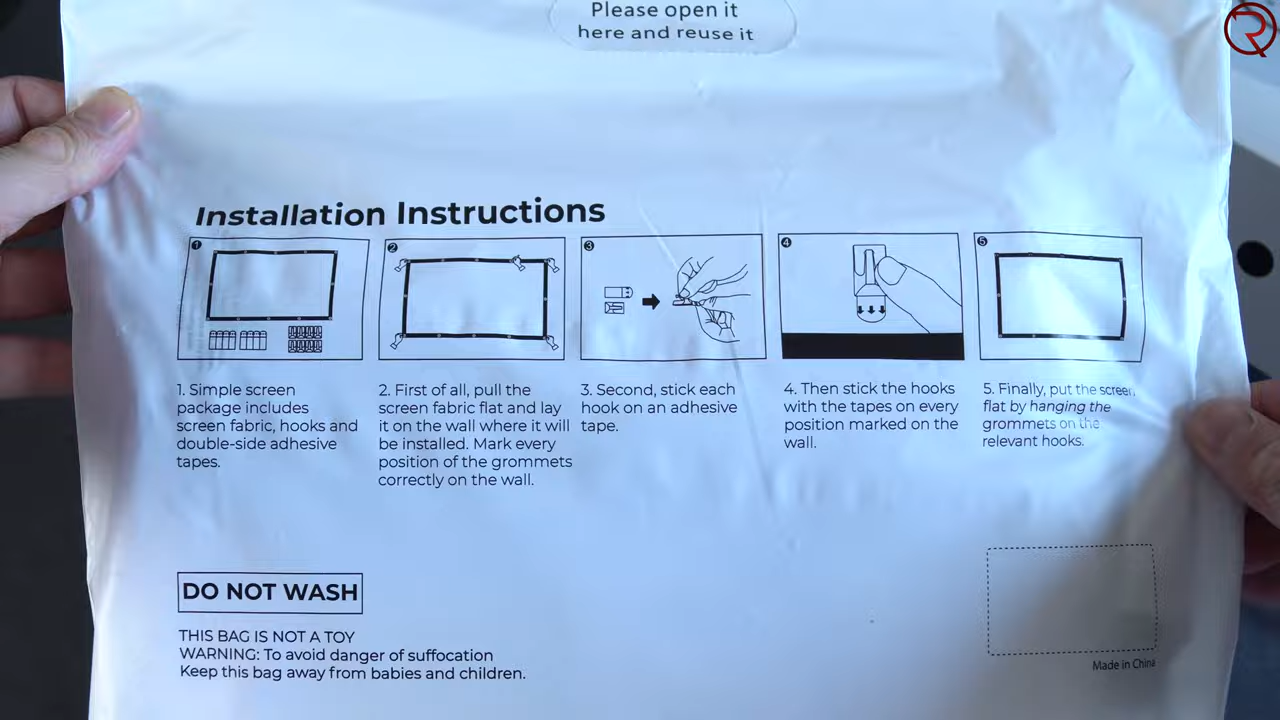 Please open it
here and reuse it
Installation Instructions
1
2
3
4
5
1. Simple screen
package includes
screen fabric, hooks and
double-side adhesive
tapes.
2. First of all, pull the
screen fabric flat and lay
it on the wall where it will
be installed. Mark every
position of the grommets
correctly on the wall.
3. Second, stick each
hook on an adhesive
tape.
4. Then stick the hooks
with the tapes on every
position marked on the
wall.
5. Finally, put the screen
flat by hanging the
grommets on the
relevant hooks.
DO NOT WASH
THIS BAG IS NOT A TOY
WARNING: To avoid danger of suffocation
Keep this bag away from babies and children.
Made in China